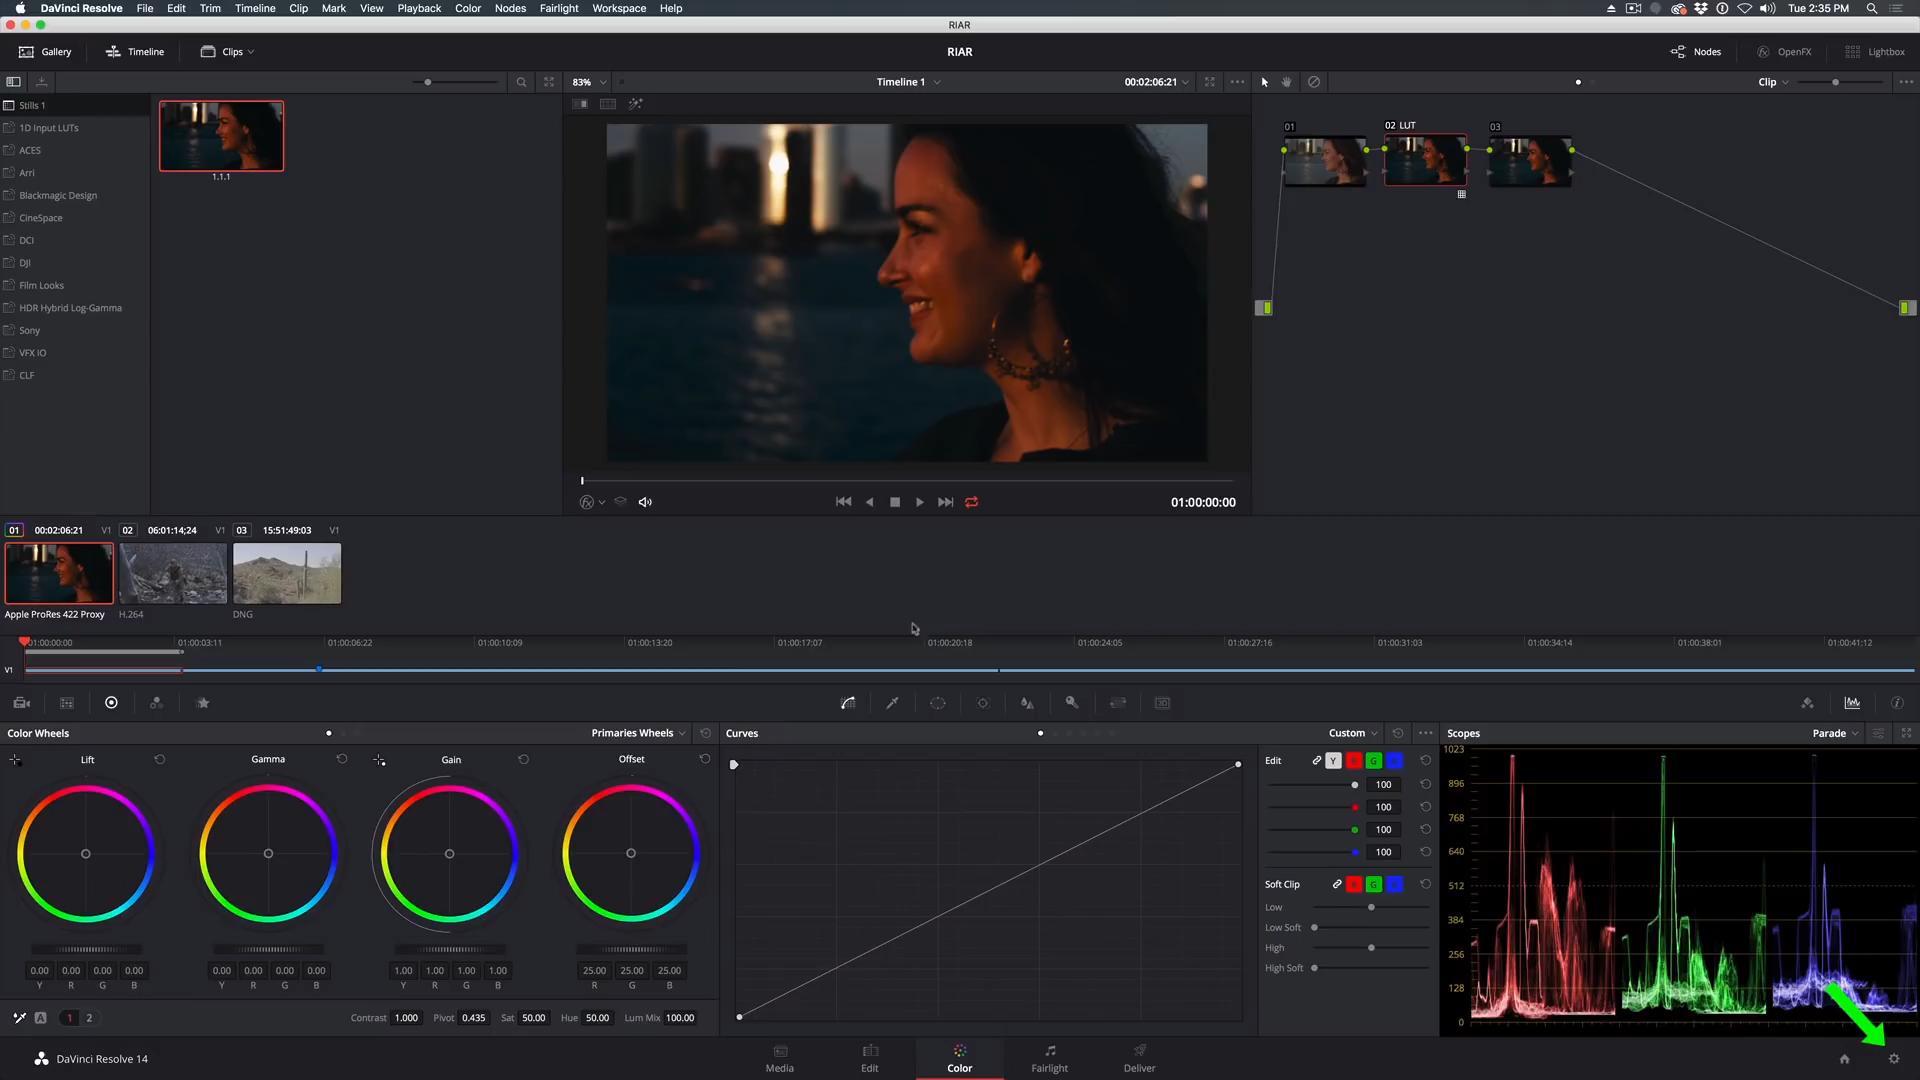 DaVinci Resolve File Edit Trim Timeline Clip Mark View Playback Color Nodes Fairlight Workspace Help Tue 2:35 PM
RIAR
Gallery Timeline Clips RIAR Nodes OpenFX Lightbox
83% Timeline 1 00:02:06:21 Clip
Stills 1
1D Input LUTs
ACES
Arri
Blackmagic Design
CineSpace
DCI
DJI
Film Looks
HDR Hybrid Log-Gamma
Sony
VFX IO
CLF
1.1.1
01 02 LUT 03
01:00:00:00
01 00:02:06:21 V1 02 06:01:14;24 V1 03 15:51:49:03 V1
Apple ProRes 422 Proxy H.264 DNG
01:00:00:00 01:00:03:11 01:00:06:22 01:00:10:09 01:00:13:20 01:00:17:07 01:00:20:18 01:00:24:05 01:00:27:16 01:00:31:03 01:00:34:14 01:00:38:01 01:00:41:12
V1
Color Wheels Primaries Wheels Curves Custom Scopes Parade
Lift Gamma Gain Offset
0.00 0.00 0.00 0.00 0.00 0.00 0.00 0.00 1.00 1.00 1.00 1.00 25.00 25.00 25.00
Y R G B Y R G B Y R G B R G B
A 1 2 Contrast 1.000 Pivot 0.435 Sat 50.00 Hue 50.00 Lum Mix 100.00
Edit Y R G B
100
100
100
100
Soft Clip R G B
Low
Low Soft
High
High Soft
1023
896
768
640
512
384
256
128
0
DaVinci Resolve 14 Media Edit Color Fairlight Deliver